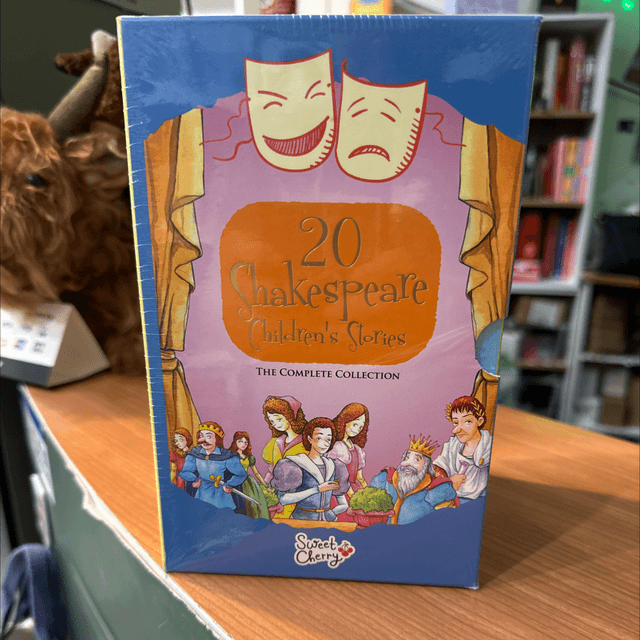 20
Shakespeare
Children's Stories
The Complete Collection
Sweet
Cherry